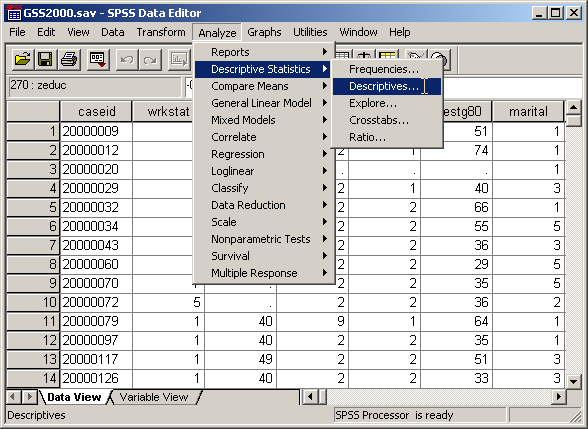 GSS2000.sav - SPSS Data Editor
File Edit View Data Transform Analyze Graphs Utilities Window Help
270 : zeduc
Reports
Descriptive Statistics
Compare Means
General Linear Model
Mixed Models
Correlate
Regression
Loglinear
Classify
Data Reduction
Scale
Nonparametric Tests
Survival
Multiple Response
Frequencies...
Descriptives...
Explore...
Crosstabs...
Ratio...
caseid wrkstat estg80 marital
1 20000009 51 1
2 20000012 2 1 74 1
3 20000020 . . . 1
4 20000029 2 1 40 3
5 20000032 2 2 66 1
6 20000034 2 2 55 5
7 20000043 2 2 36 3
8 20000060 2 2 29 5
9 20000070 2 2 35 5
10 20000072 5 . 2 2 36 2
11 20000079 1 40 9 1 64 1
12 20000097 1 40 2 2 35 1
13 20000117 1 49 2 2 51 3
14 20000126 1 40 2 2 33 3
Data View Variable View
Descriptives SPSS Processor is ready